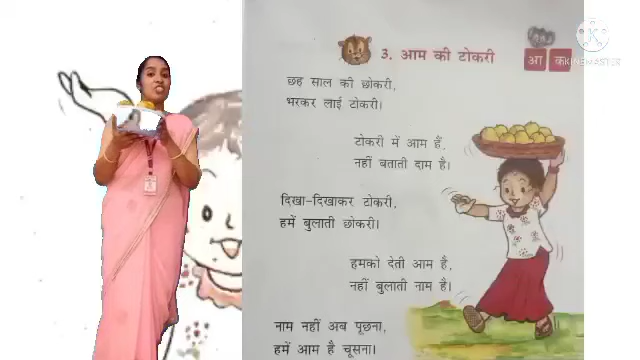 3. आम की टोकरी
आ क
KINEMASTER
छह साल की छोकरी,
भरकर लाई टोकरी।
टोकरी में आम हैं,
नहीं बताती दाम है।
दिखा-दिखाकर टोकरी,
हमें बुलाती छोकरी।
हमको देती आम है,
नहीं बुलाती नाम है।
नाम नहीं अब पूछना,
हमें आम है चूसना।